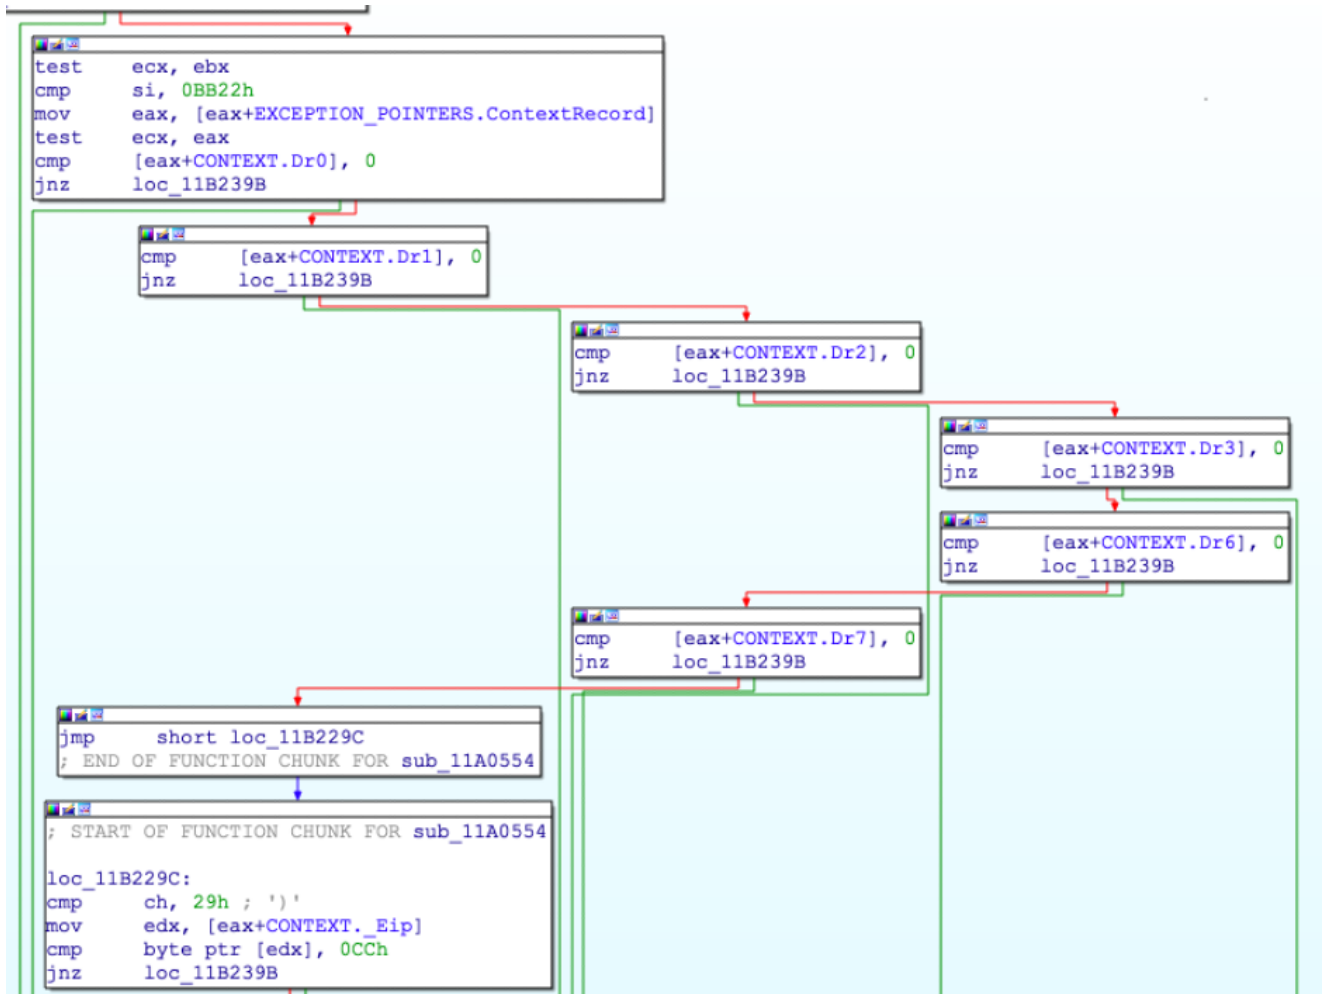 test ecx, ebx
cmp si, 0BB22h
mov eax, [eax+EXCEPTION_POINTERS.ContextRecord]
test ecx, eax
cmp [eax+CONTEXT.Dr0], 0
jnz loc_11B239B
cmp [eax+CONTEXT.Dr1], 0
jnz loc_11B239B
cmp [eax+CONTEXT.Dr2], 0
jnz loc_11B239B
cmp [eax+CONTEXT.Dr3], 0
jnz loc_11B239B
cmp [eax+CONTEXT.Dr6], 0
jnz loc_11B239B
cmp [eax+CONTEXT.Dr7], 0
jnz loc_11B239B
jmp short loc_11B229C
; END OF FUNCTION CHUNK FOR sub_11A0554
; START OF FUNCTION CHUNK FOR sub_11A0554
loc_11B229C:
cmp ch, 29h ; ')'
mov edx, [eax+CONTEXT._Eip]
cmp byte ptr [edx], 0CCh
jnz loc_11B239B